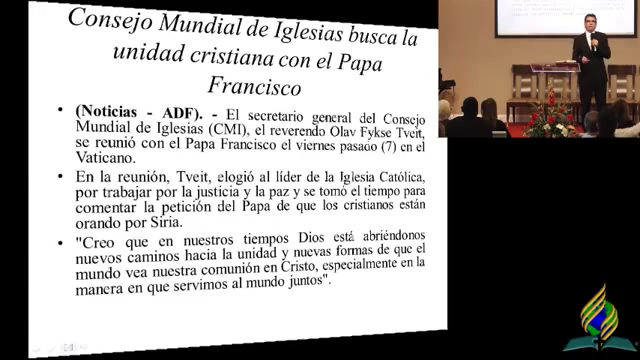 Consejo Mundial de Iglesias busca la
unidad cristiana con el Papa
Francisco
• (Noticias - ADF). - El secretario general del Consejo
Mundial de Iglesias (CMI), el reverendo Olav Fykse Tveit,
se reunió con el Papa Francisco el viernes pasado (7) en el
Vaticano.
• En la reunión, Tveit, elogió al líder de la Iglesia Católica,
por trabajar por la justicia y la paz y se tomó el tiempo para
comentar la petición del Papa de que los cristianos están
orando por Siria.
• "Creo que en nuestros tiempos Dios está abriéndonos
nuevos caminos hacia la unidad y nuevas formas de que el
mundo vea nuestra comunión en Cristo, especialmente en la
manera en que servimos al mundo juntos".